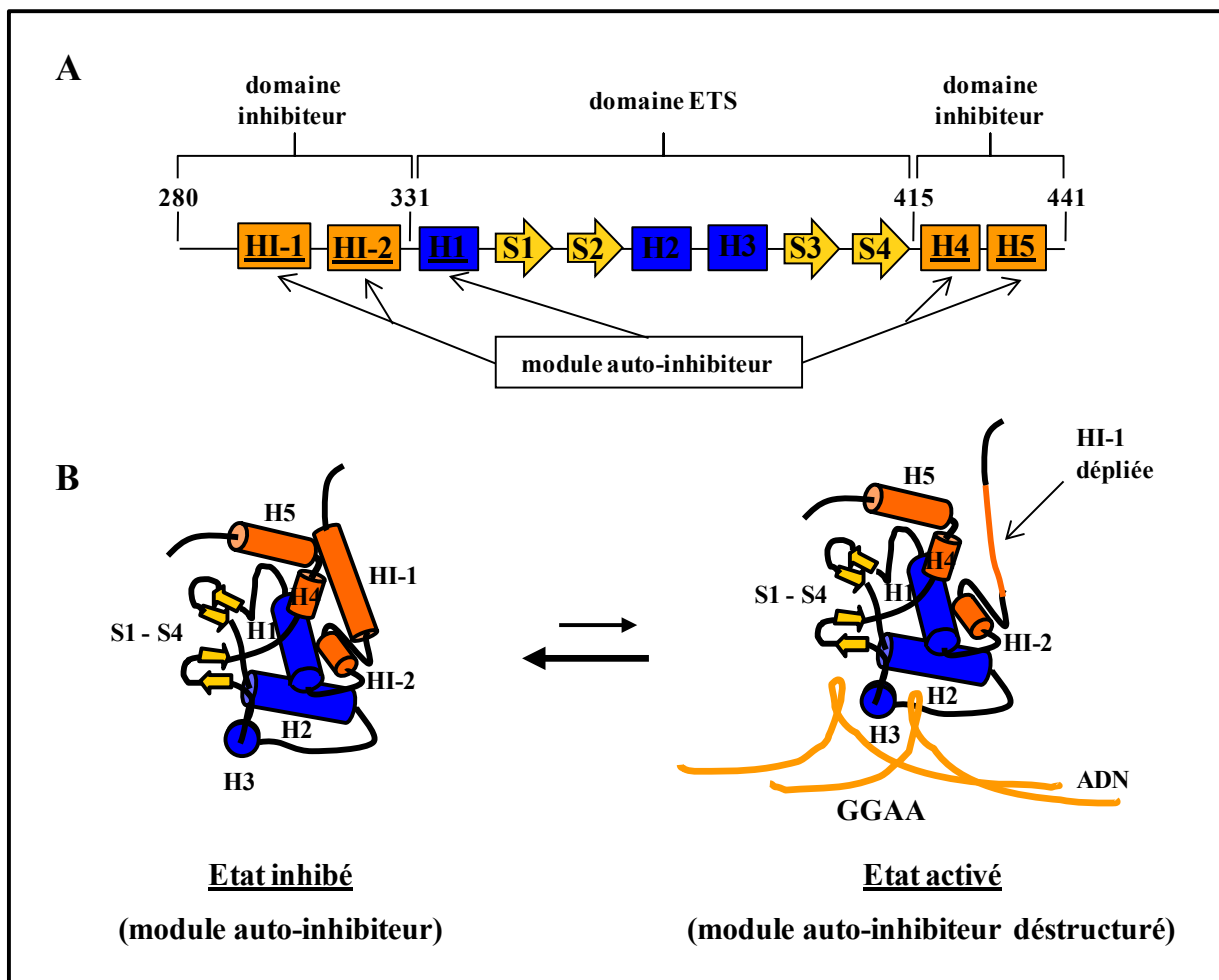 A
domaine
inhibiteur
domaine ETS
domaine
inhibiteur
280
331
415
441
HI-1
HI-2
H1
S1
S2
H2
H3
S3
S4
H4
H5
module auto-inhibiteur
B
H5
HI-1
H4
S1 - S4
H1
HI-2
H2
H3
HI-1
dépliée
H5
H4
S1 - S4
H1
HI-2
H2
H3
ADN
GGAA
Etat inhibé
(module auto-inhibiteur)
Etat activé
(module auto-inhibiteur déstructuré)